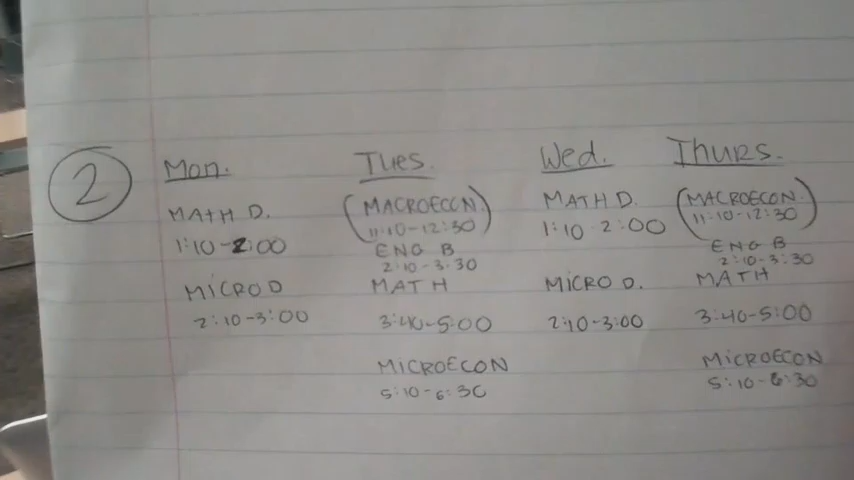 2
Mon. Tues. Wed. Thurs.
MATH D. (MACROECON) MATH D. (MACROECON.)
1:10-2:00 11:10-12:30 1:10-2:00 11:10-12:30
ENG B ENG B
2:10-3:30 2:10-3:30
MICRO D MATH MICRO D. MATH
2:10-3:00 3:40-5:00 2:10-3:00 3:40-5:00
MICROECON MICROECON
5:10-6:30 5:10-6:30